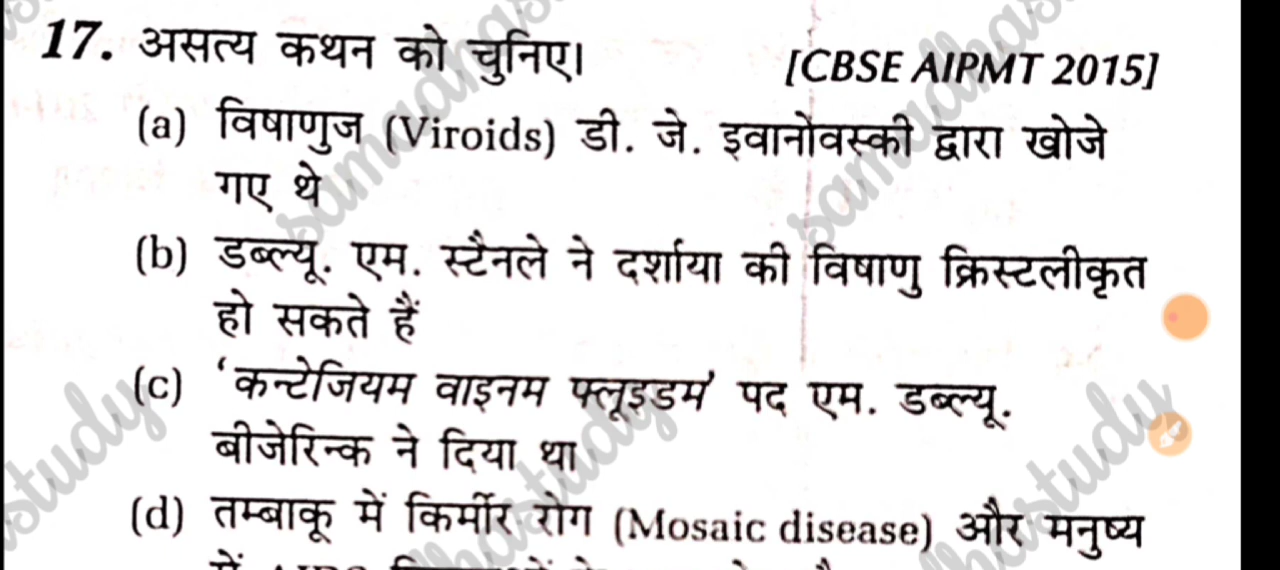 17. असत्य कथन को चुनिए। [CBSE AIPMT 2015]
(a) विषाणुज (Viroids) डी. जे. इवानोवस्की द्वारा खोजे
गए थे
(b) डब्ल्यू. एम. स्टैनले ने दर्शाया की विषाणु क्रिस्टलीकृत
हो सकते हैं
(c) ‘कन्टेजियम वाइनम फ्लूइडम’ पद एम. डब्ल्यू.
बीजेरिन्क ने दिया था
(d) तम्बाकू में किर्मीर रोग (Mosaic disease) और मनुष्य